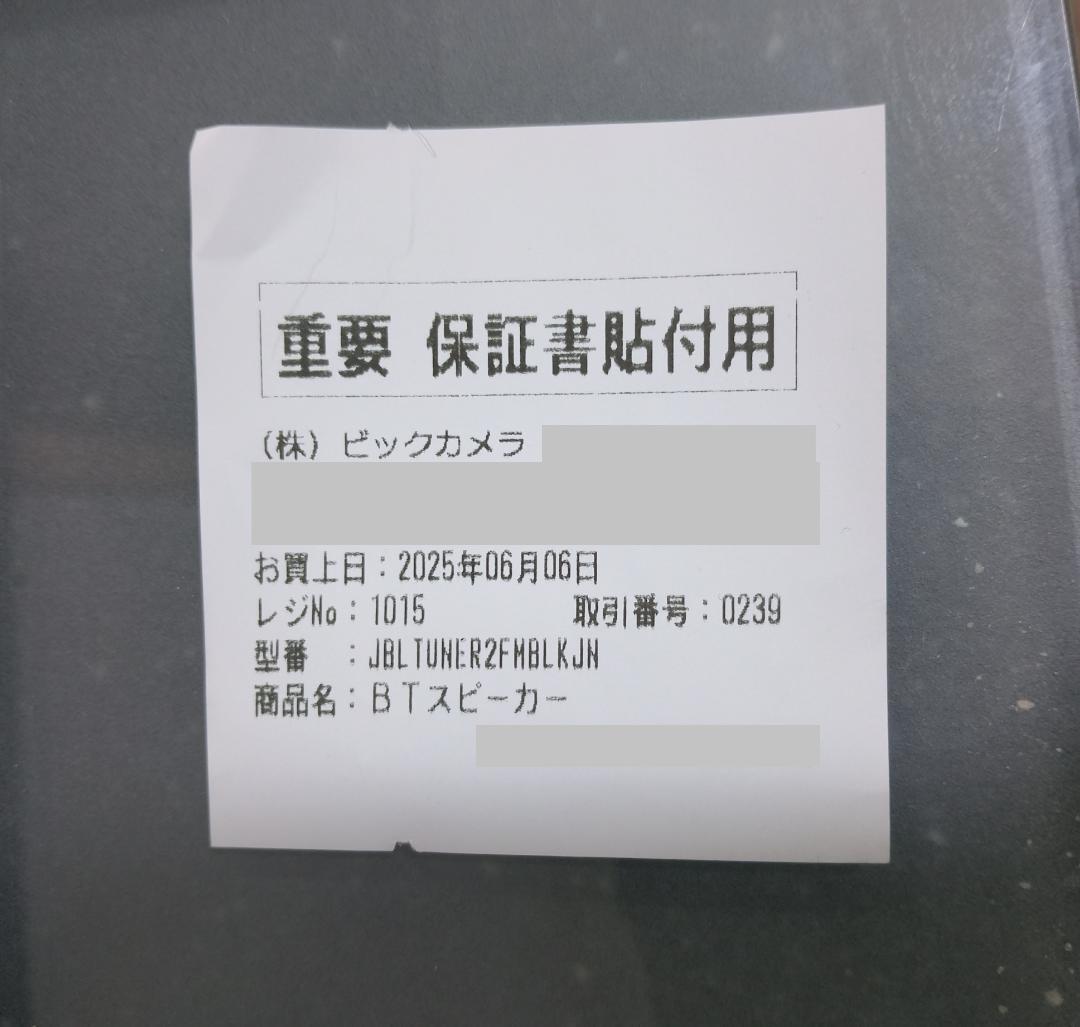 重要 保証書貼付用
(株) ビックカメラ
お買上日：2025年06月06日
レジNo：1015 取引番号：0239
型番 ：JBLTUNER2FMBLKJN
商品名：BTスピーカー